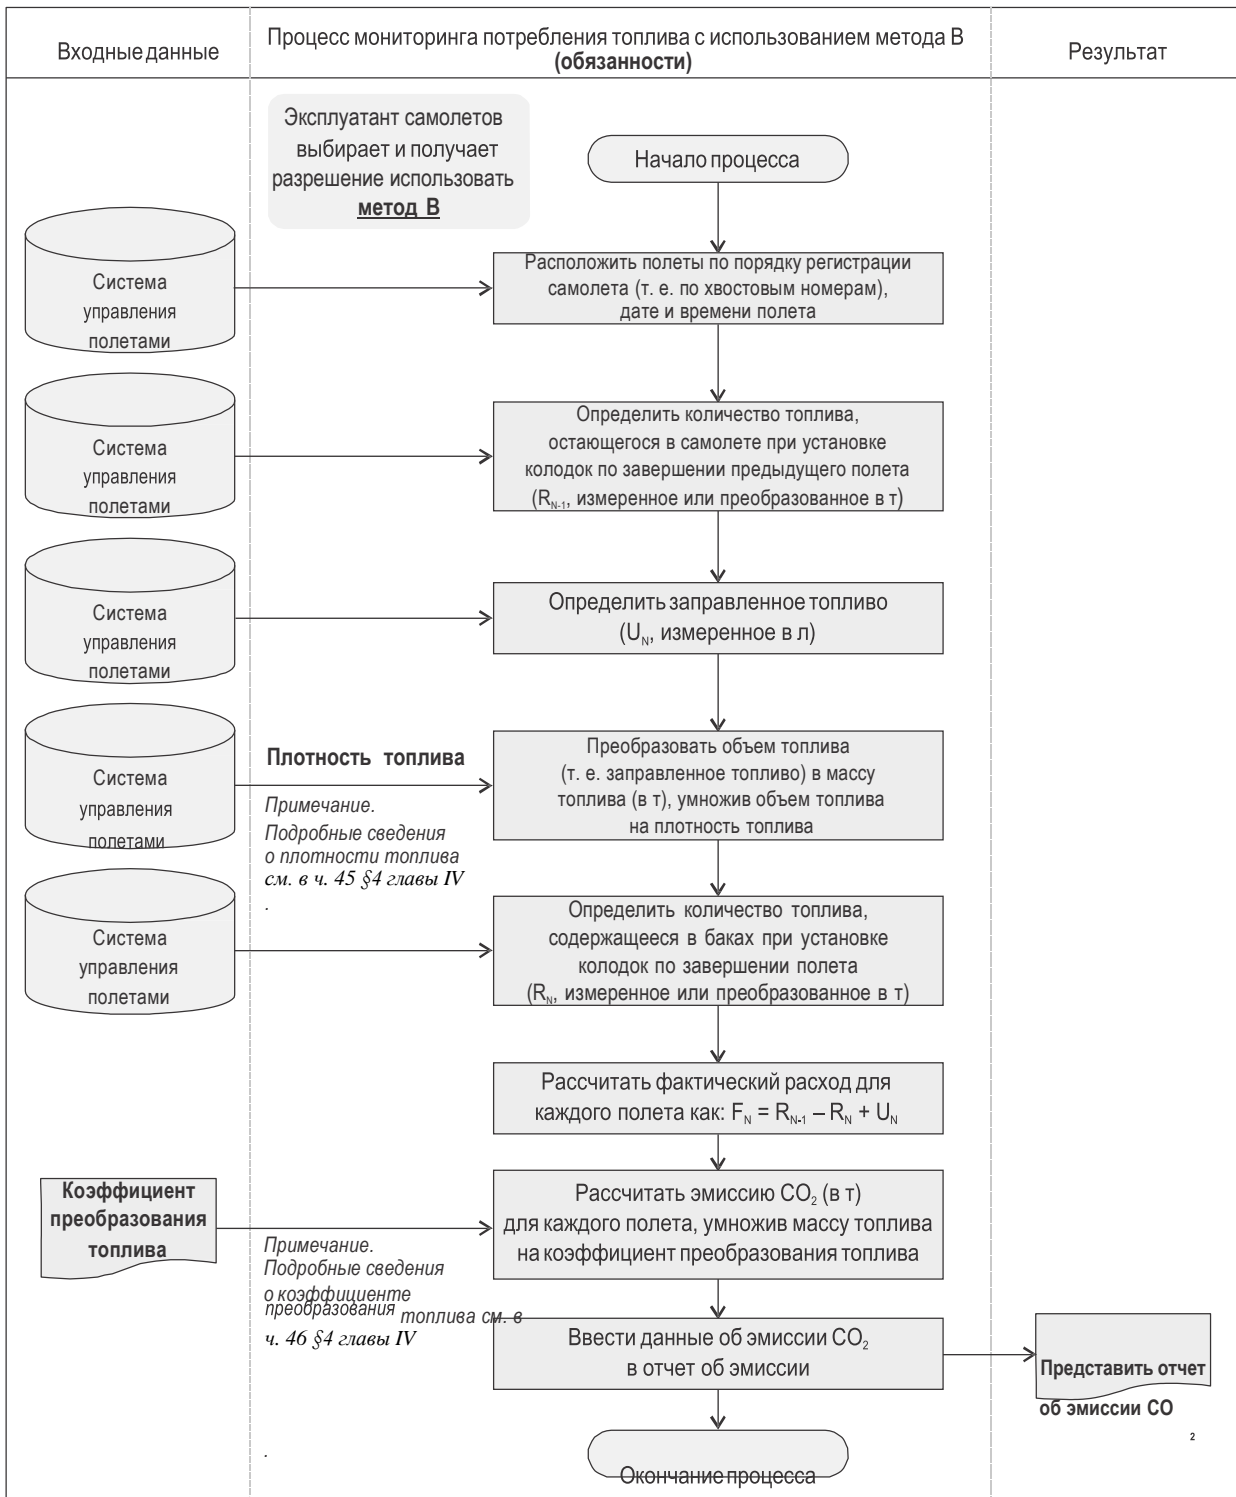 Входные данные
Процесс мониторинга потребления топлива с использованием метода В
(обязанности)
Результат
Эксплуатант самолетов
выбирает и получает
разрешение использовать
метод В
Начало процесса
Система
управления
полетами
Расположить полеты по порядку регистрации
самолета (т. е. по хвостовым номерам),
дате и времени полета
Система
управления
полетами
Определить количество топлива,
остающегося в самолете при установке
колодок по завершении предыдущего полета
(R_N-1, измеренное или преобразованное в т)
Система
управления
полетами
Определить заправленное топливо
(U_N, измеренное в л)
Система
управления
полетами
Плотность топлива
Примечание.
Подробные сведения
о плотности топлива
см. в ч. 45 §4 главы IV
.
Преобразовать объем топлива
(т. е. заправленное топливо) в массу
топлива (в т), умножив объем топлива
на плотность топлива
Система
управления
полетами
Определить количество топлива,
содержащееся в баках при установке
колодок по завершении полета
(R_N, измеренное или преобразованное в т)
Рассчитать фактический расход для
каждого полета как: F_N = R_N-1 – R_N + U_N
Коэффициент
преобразования
топлива
Примечание.
Подробные сведения
о коэффициенте
преобразования топлива см. в
ч. 46 §4 главы IV
Рассчитать эмиссию CO₂ (в т)
для каждого полета, умножив массу топлива
на коэффициент преобразования топлива
Ввести данные об эмиссии CO₂
в отчет об эмиссии
Представить отчет
об эмиссии СО
2
.
Окончание процесса